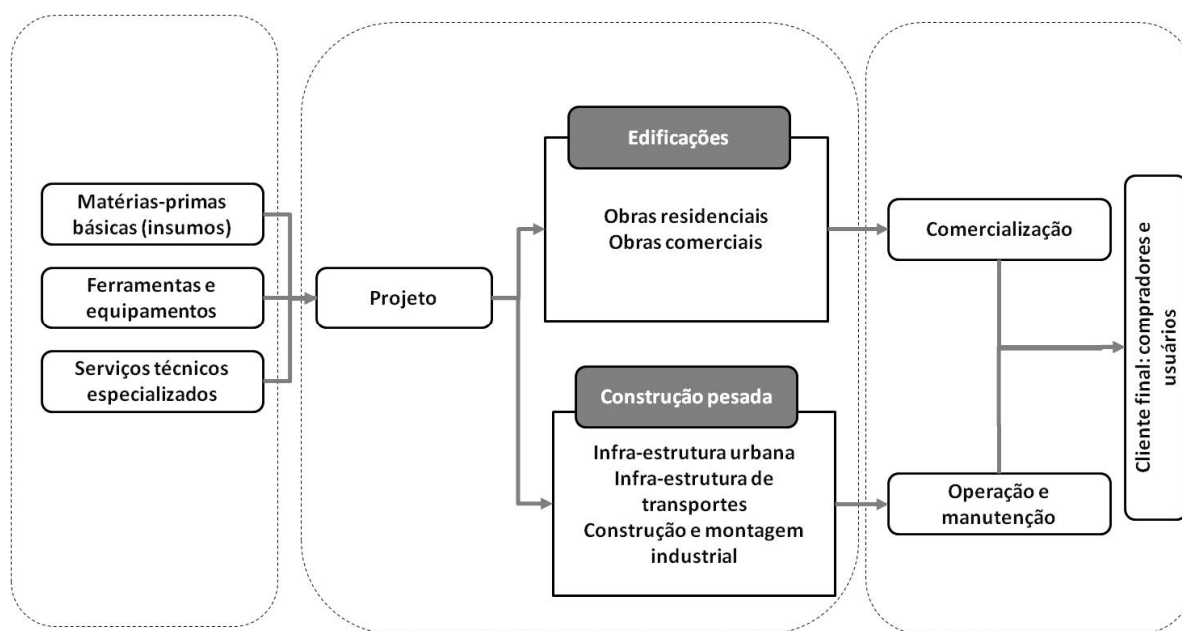 Matérias-primas
básicas (insumos)
Ferramentas e
equipamentos
Serviços técnicos
especializados
Projeto
Edificações
Obras residenciais
Obras comerciais
Construção pesada
Infra-estrutura urbana
Infra-estrutura de
transportes
Construção e montagem
industrial
Comercialização
Operação e
manutenção
Cliente final: compradores e
usuários